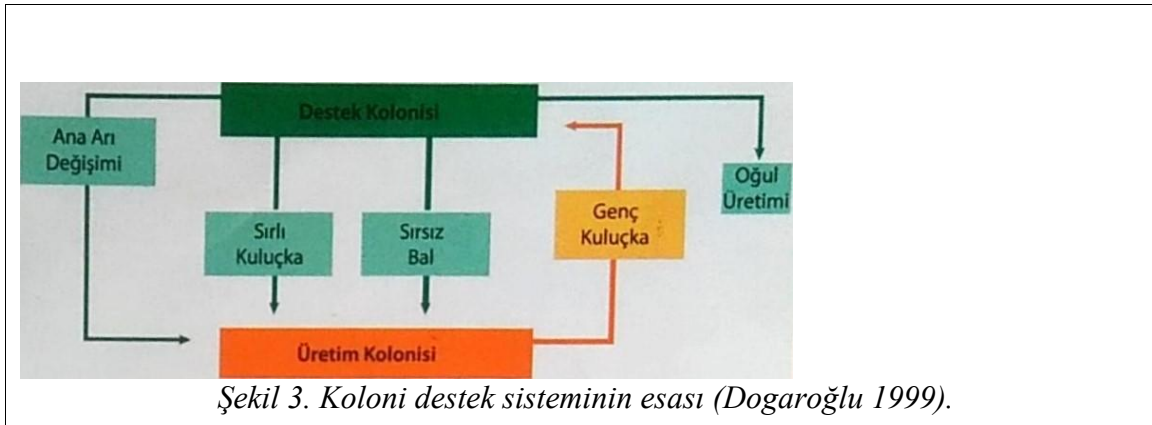 Destek Kolonisi
Ana Arı
Değişimi
Sırlı
Kuluçka
Sırsız
Bal
Genç
Kuluçka
Oğul
Üretimi
Üretim Kolonisi
Şekil 3. Koloni destek sisteminin esası (Dogaroğlu 1999).